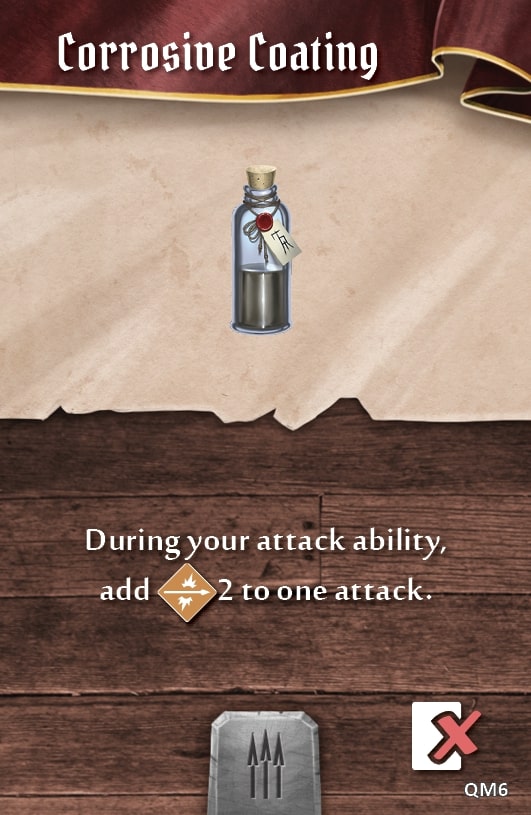 Corrosive Coating
During your attack ability,
add 2 to one attack.
QM6